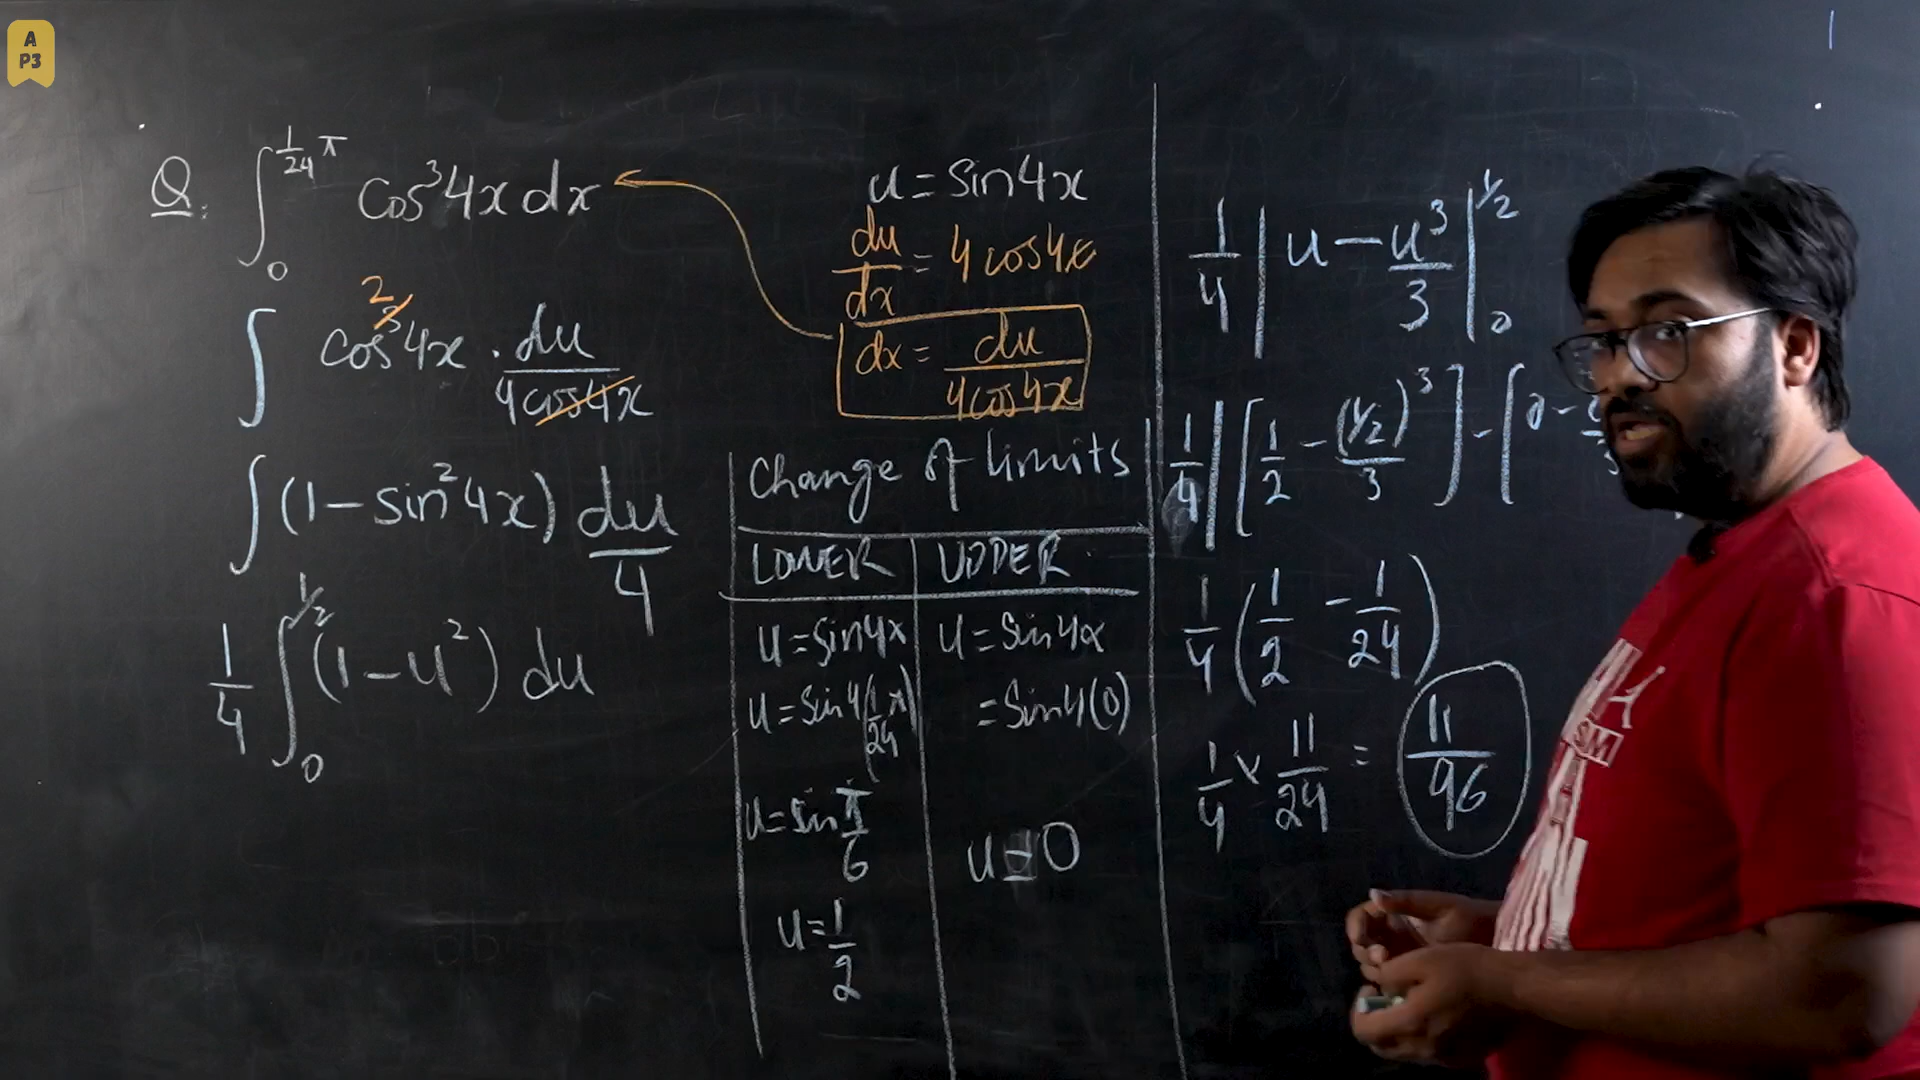 A
P3
Q. ∫₀^(1/24 π) cos³4x dx
∫ cos³4x · du/4cos4x
2
∫(1 - sin²4x) du/4
1/4 ∫₀^(1/2) (1 - u²) du
u = sin4x
du/dx = 4cos4x
dx = du/4cos4x
Change of limits
LOWER UPPER
u = sin4x u = sin4x
u = sin4(1/24 π) = sin4(0)
u = sin π/6
u = 0
u = 1/2
1/4 | u - u³/3 |₀^(1/2)
1/4 | [1/2 - (1/2)³/3] - [0 -
1/4 (1/2 - 1/24)
1/4 × 11/24 = 11/96
SM